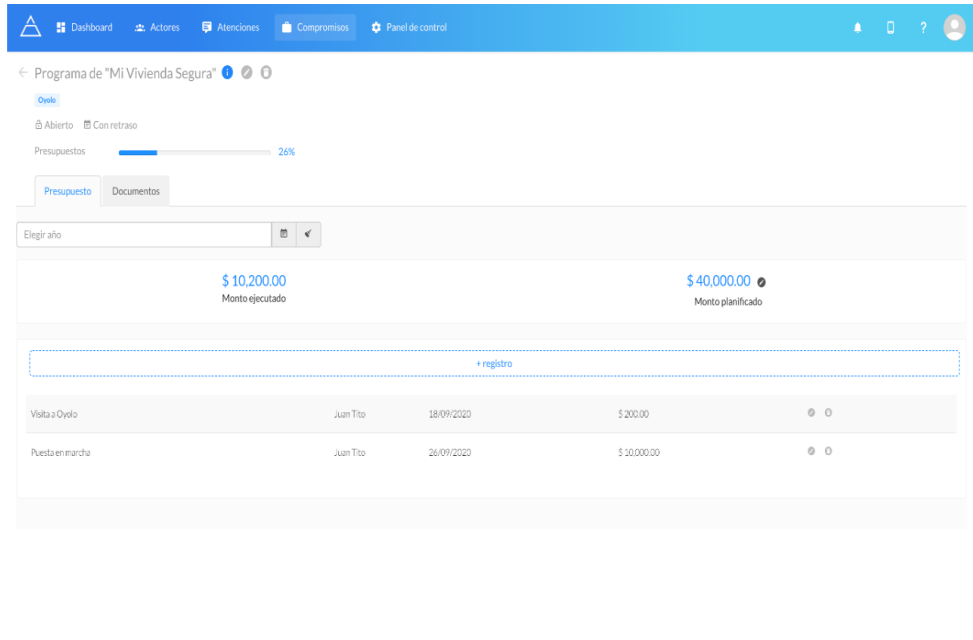 Dashboard Actores Atenciones Compromisos Panel de control ?
Programa de "Mi Vivienda Segura" i
Oyolo
Abierto Con retraso
Presupuestos 26%
Presupuesto Documentos
Elegir año
$ 10,200.00 $ 40,000.00
Monto ejecutado Monto planificado
+ registro
Visita a Oyolo Juan Tito 18/09/2020 $ 200.00
Puesta en marcha Juan Tito 26/09/2020 $ 10,000.00